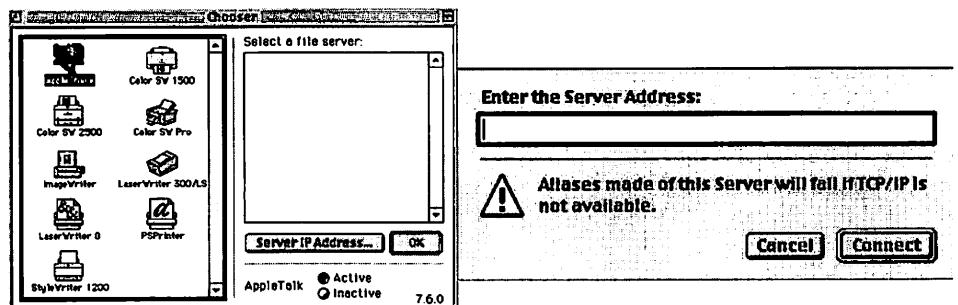 Chooser
Select a file server:
AppleShare
Color SW 1500
Color SW 2500
Color SW Pro
ImageWriter
LaserWriter 300/LS
LaserWriter 8
PSPrinter
StyleWriter 1200
Server IP Address...
OK
AppleTalk
Active
Inactive
7.6.0
Enter the Server Address:
Aliases made of this Server will fail if TCP/IP is
not available.
Cancel
Connect